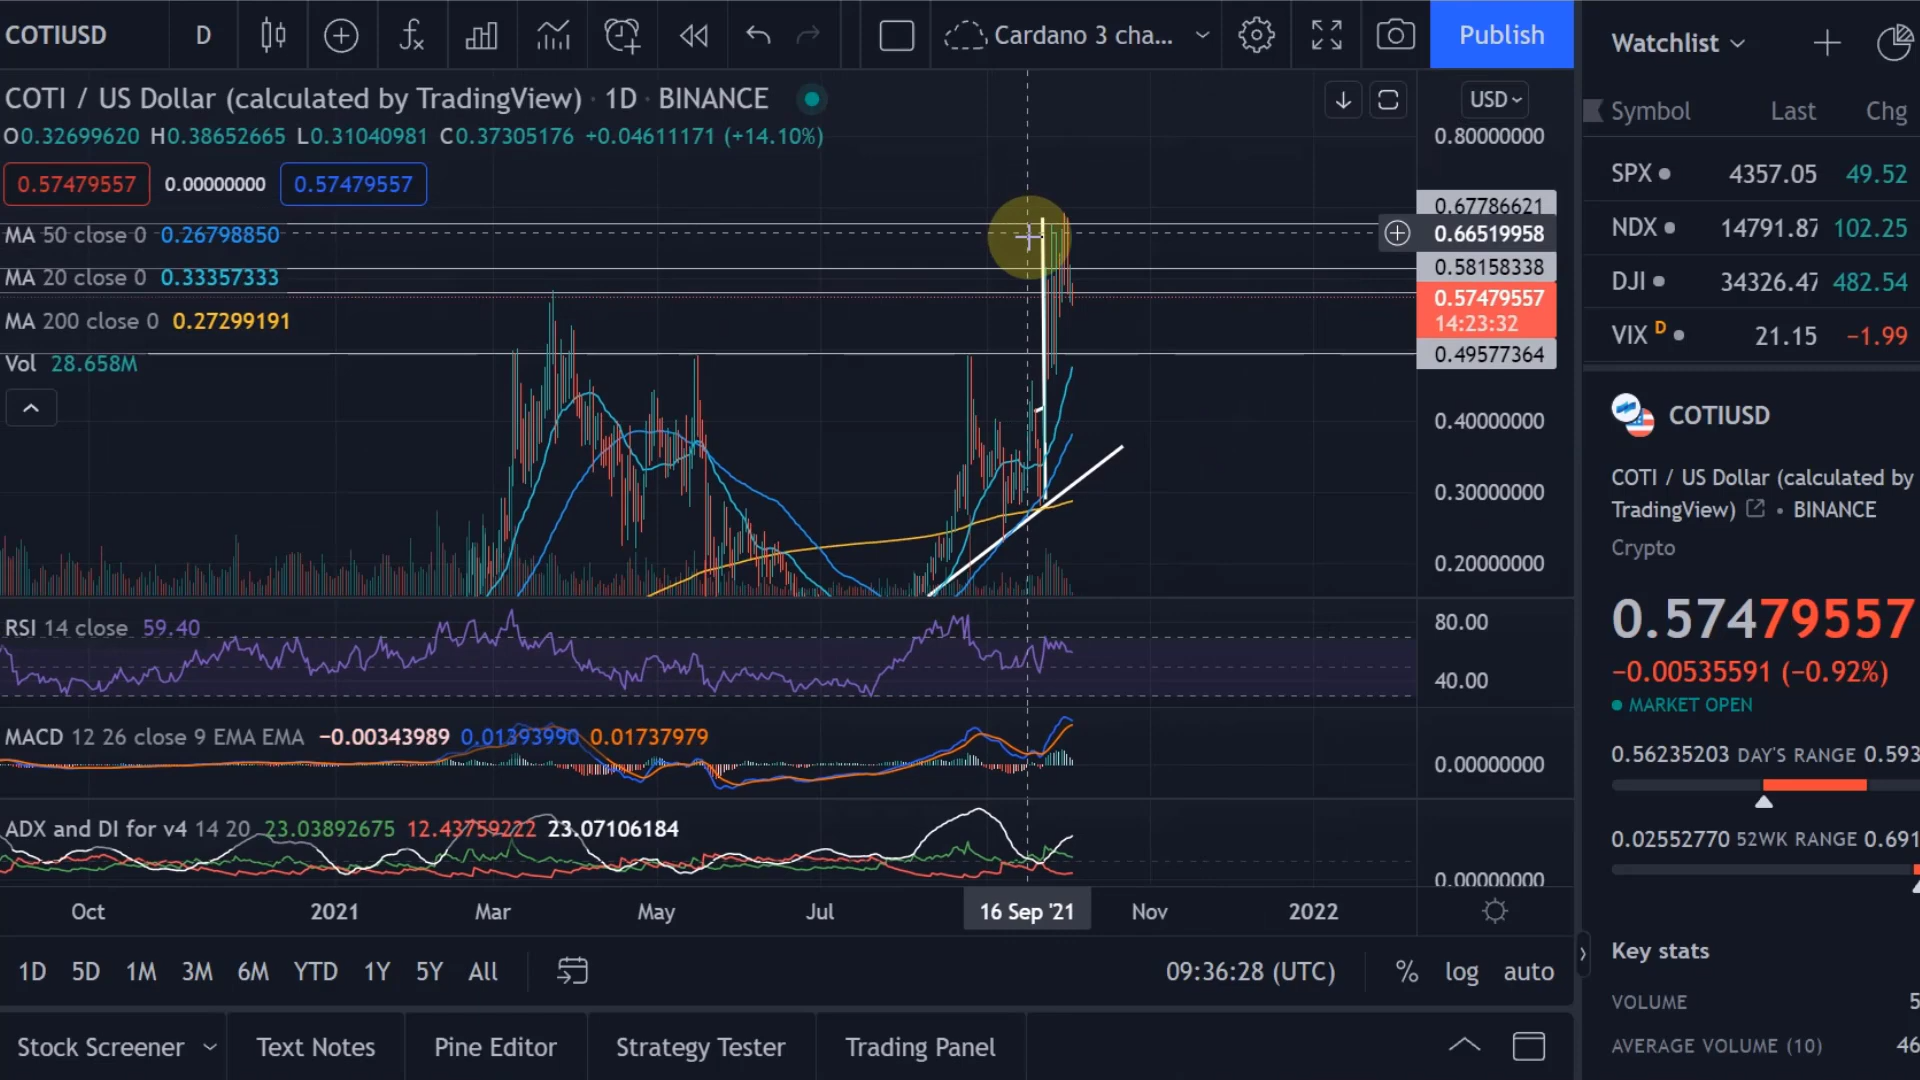 COTIUSD D Cardano 3 cha... Publish
COTI / US Dollar (calculated by TradingView) · 1D · BINANCE
O0.32699620 H0.38652665 L0.31040981 C0.37305176 +0.04611171 (+14.10%)
0.57479557 0.00000000 0.57479557
MA 50 close 0 0.26798850
MA 20 close 0 0.33357333
MA 200 close 0 0.27299191
Vol 28.658M
USD
0.80000000
0.67786621
0.66519958
0.58158338
0.57479557
14:23:32
0.49577364
0.40000000
0.30000000
0.20000000
RSI 14 close 59.40
80.00
40.00
MACD 12 26 close 9 EMA EMA −0.00343989 0.01393990 0.01737979
0.00000000
ADX and DI for v4 14 20 23.03892675 12.43759222 23.07106184
0.00000000
Oct 2021 Mar May Jul 16 Sep '21 Nov 2022
1D 5D 1M 3M 6M YTD 1Y 5Y All 09:36:28 (UTC) % log auto
Stock Screener Text Notes Pine Editor Strategy Tester Trading Panel
Watchlist
Symbol Last Chg
SPX 4357.05 49.52
NDX 14791.87 102.25
DJI 34326.47 482.54
VIX D 21.15 −1.99
COTIUSD
COTI / US Dollar (calculated by
TradingView) • BINANCE
Crypto
0.57479557
−0.00535591 (−0.92%)
MARKET OPEN
0.56235203 DAY'S RANGE 0.593
0.02552770 52WK RANGE 0.691
Key stats
VOLUME 5
AVERAGE VOLUME (10) 46